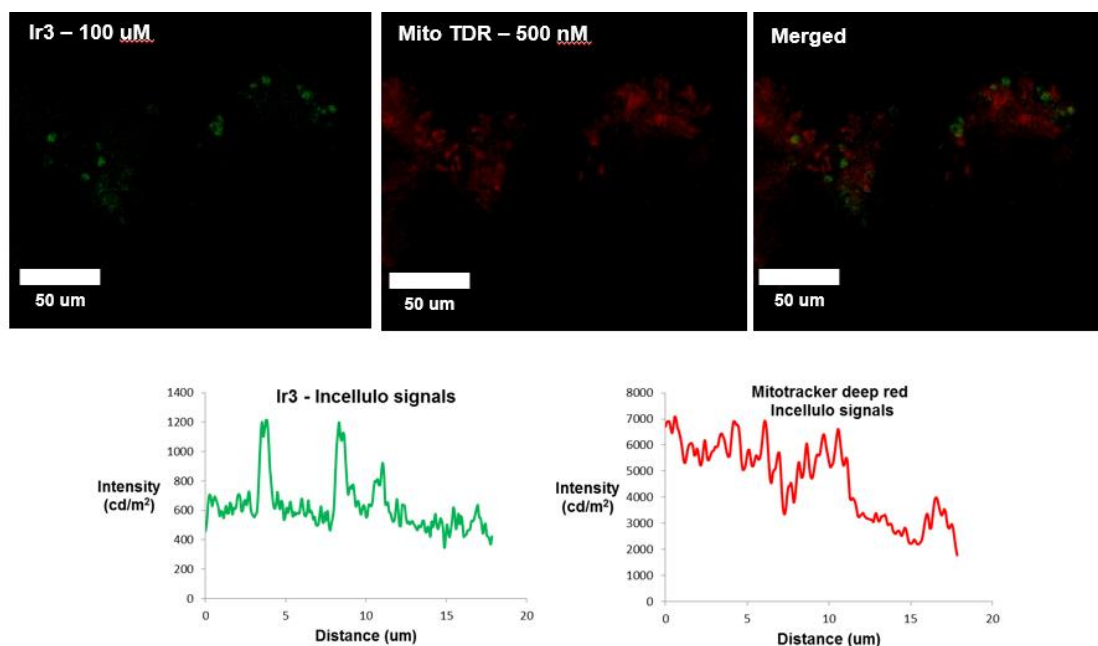 Ir3 – 100 uM
Mito TDR – 500 nM
Merged
50 um
50 um
50 um
Ir3 - Incellulo signals
1400
1200
1000
800
600
400
200
0
Intensity
(cd/m²)
0 5 10 15 20
Distance (um)
Mitotracker deep red
Incellulo signals
8000
7000
6000
5000
4000
3000
2000
1000
0
Intensity
(cd/m²)
0 5 10 15 20
Distance (um)